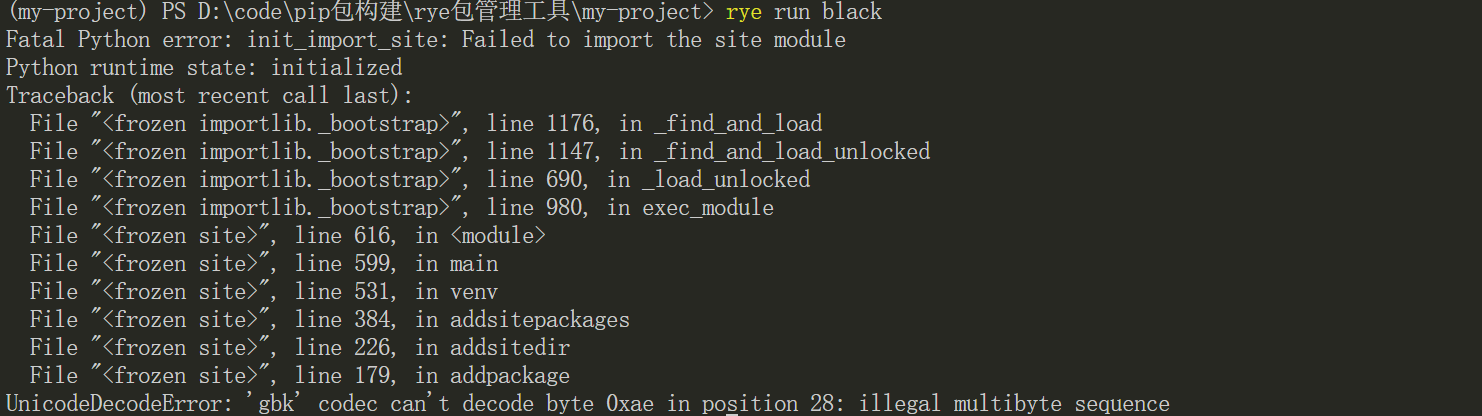 (my-project) PS D:\code\pip包构建\rye包管理工具\my-project> rye run black
Fatal Python error: init_import_site: Failed to import the site module
Python runtime state: initialized
Traceback (most recent call last):
  File "<frozen importlib._bootstrap>", line 1176, in _find_and_load
  File "<frozen importlib._bootstrap>", line 1147, in _find_and_load_unlocked
  File "<frozen importlib._bootstrap>", line 690, in _load_unlocked
  File "<frozen importlib._bootstrap>", line 980, in exec_module
  File "<frozen site>", line 616, in <module>
  File "<frozen site>", line 599, in main
  File "<frozen site>", line 531, in venv
  File "<frozen site>", line 384, in addsitepackages
  File "<frozen site>", line 226, in addsitedir
  File "<frozen site>", line 179, in addpackage
UnicodeDecodeError: 'gbk' codec can't decode byte 0xae in position 28: illegal multibyte sequence